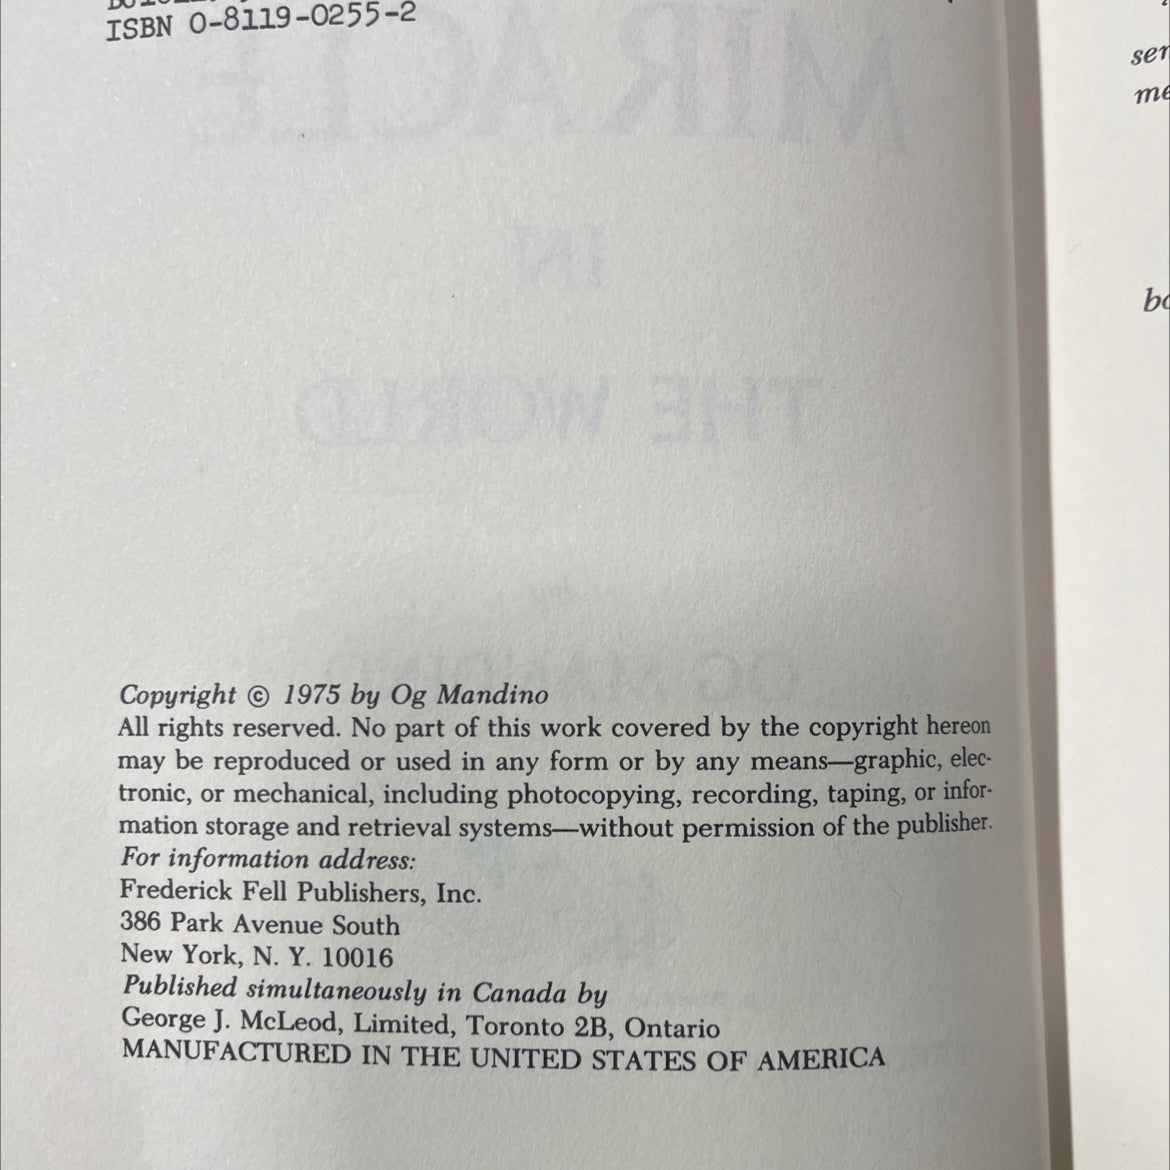 ISBN 0-8119-0255-2
MIRACLE
IN
THE WORLD
Copyright © 1975 by Og Mandino
All rights reserved. No part of this work covered by the copyright hereon
may be reproduced or used in any form or by any means—graphic, elec-
tronic, or mechanical, including photocopying, recording, taping, or infor-
mation storage and retrieval systems—without permission of the publisher.
For information address:
Frederick Fell Publishers, Inc.
386 Park Avenue South
New York, N. Y. 10016
Published simultaneously in Canada by
George J. McLeod, Limited, Toronto 2B, Ontario
MANUFACTURED IN THE UNITED STATES OF AMERICA